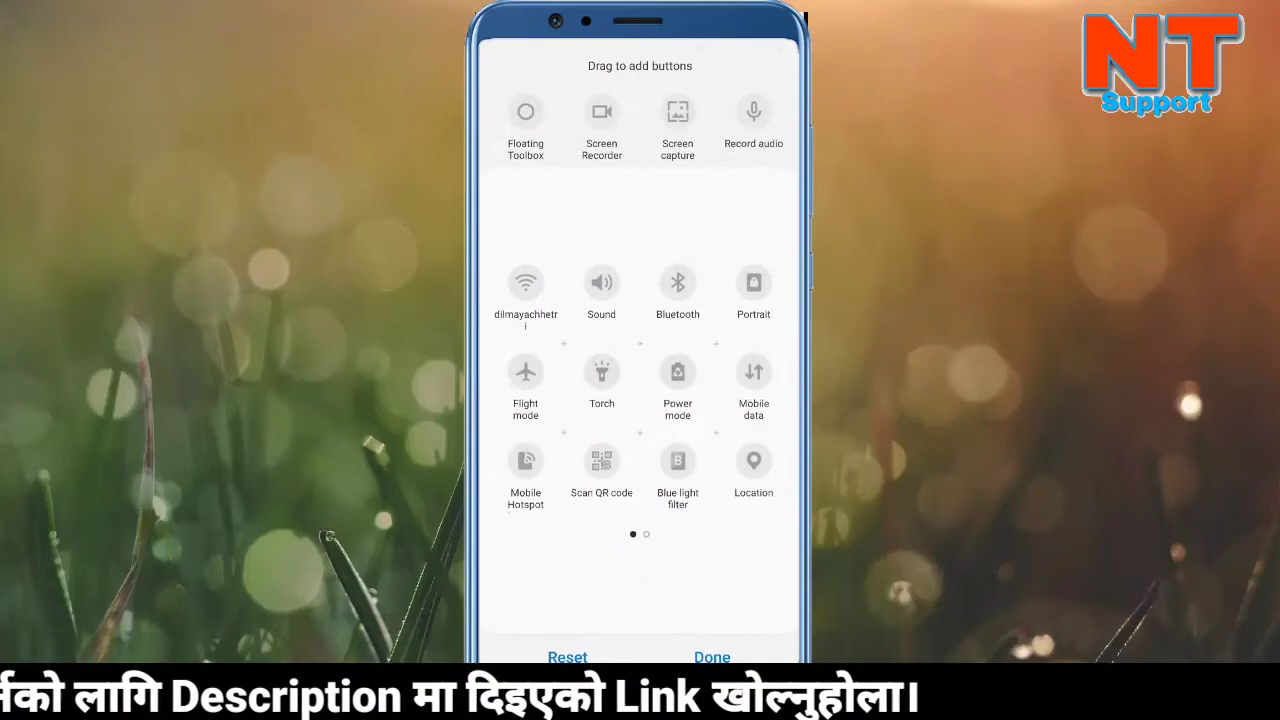 NT
Support
Drag to add buttons
Floating Toolbox
Screen Recorder
Screen capture
Record audio
dilmayachhetri
Sound
Bluetooth
Portrait
Flight mode
Torch
Power mode
Mobile data
Mobile Hotspot
Scan QR code
Blue light filter
Location
Reset
Done
लागि Description मा दिइएको Link खोल्नुहोला।